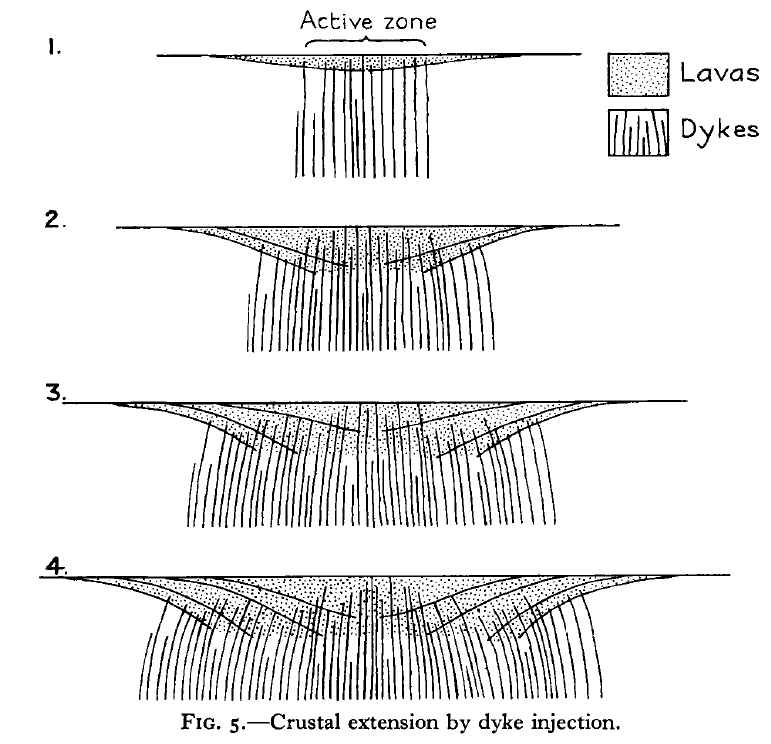 Active zone
1.
Lavas
Dykes
2.
3.
4.
FIG. 5.—Crustal extension by dyke injection.